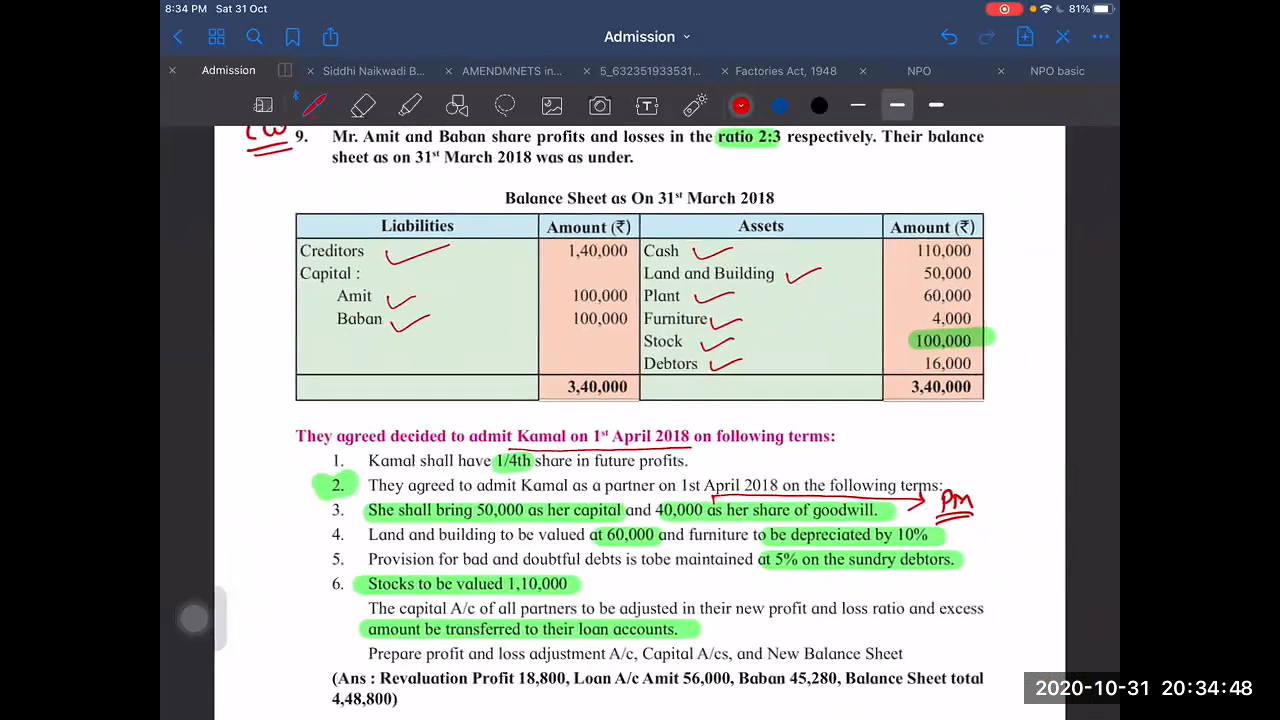 8:34 PM Sat 31 Oct 81%
Admission
Admission Siddhi Naikwadi B... AMENDMNETS in... 5_632351933531... Factories Act, 1948 NPO NPO basic
CW 9. Mr. Amit and Baban share profits and losses in the ratio 2:3 respectively. Their balance
sheet as on 31st March 2018 was as under.
Balance Sheet as On 31st March 2018
Liabilities Amount (₹) Assets Amount (₹)
Creditors 1,40,000 Cash 110,000
Capital : Land and Building 50,000
Amit 100,000 Plant 60,000
Baban 100,000 Furniture 4,000
Stock 100,000
Debtors 16,000
3,40,000 3,40,000
They agreed decided to admit Kamal on 1st April 2018 on following terms:
1. Kamal shall have 1/4th share in future profits.
2. They agreed to admit Kamal as a partner on 1st April 2018 on the following terms:
3. She shall bring 50,000 as her capital and 40,000 as her share of goodwill. PM
4. Land and building to be valued at 60,000 and furniture to be depreciated by 10%
5. Provision for bad and doubtful debts is tobe maintained at 5% on the sundry debtors.
6. Stocks to be valued 1,10,000
The capital A/c of all partners to be adjusted in their new profit and loss ratio and excess
amount be transferred to their loan accounts.
Prepare profit and loss adjustment A/c, Capital A/cs, and New Balance Sheet
(Ans : Revaluation Profit 18,800, Loan A/c Amit 56,000, Baban 45,280, Balance Sheet total
4,48,800)
2020-10-31 20:34:48